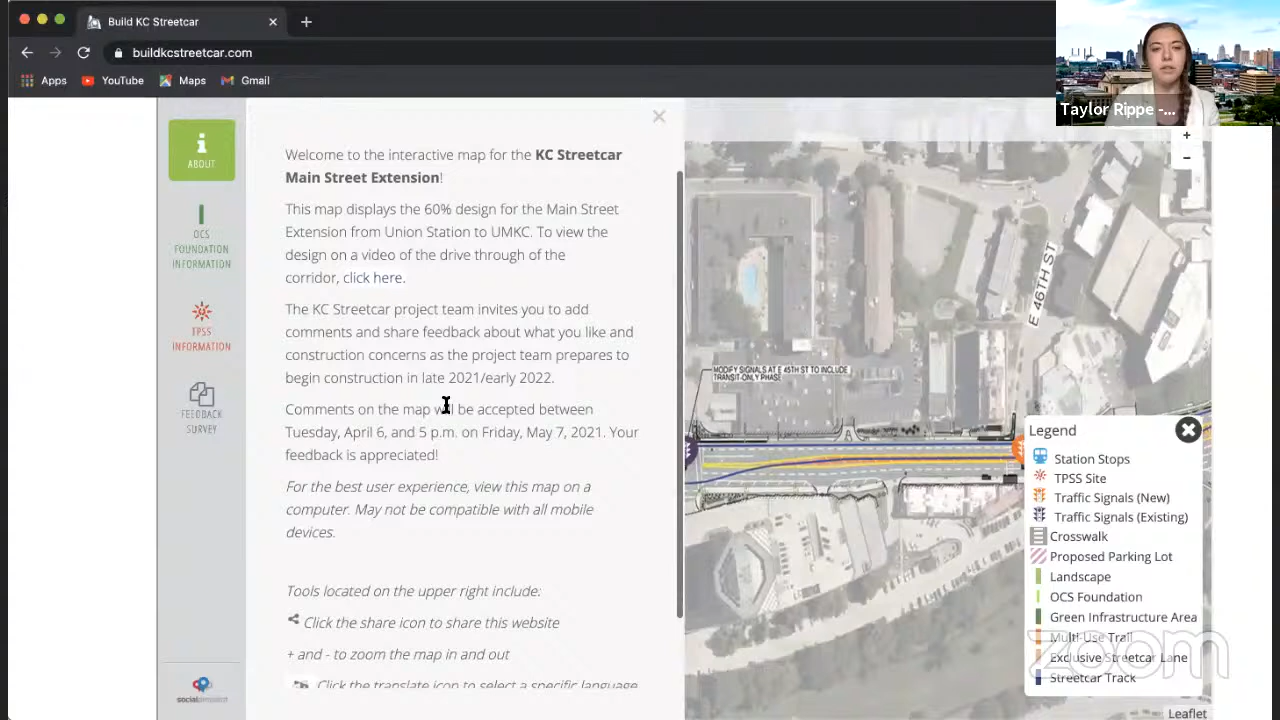 Build KC Streetcar
buildkcstreetcar.com
Apps YouTube Maps Gmail
Taylor Rippe -...
+
-
ABOUT
OCS
FOUNDATION
INFORMATION
TPSS
INFORMATION
FEEDBACK
SURVEY
Welcome to the interactive map for the KC Streetcar
Main Street Extension!
This map displays the 60% design for the Main Street
Extension from Union Station to UMKC. To view the
design on a video of the drive through of the
corridor, click here.
The KC Streetcar project team invites you to add
comments and share feedback about what you like and
construction concerns as the project team prepares to
begin construction in late 2021/early 2022.
Comments on the map will be accepted between
Tuesday, April 6, and 5 p.m. on Friday, May 7, 2021. Your
feedback is appreciated!
For the best user experience, view this map on a
computer. May not be compatible with all mobile
devices.
Tools located on the upper right include:
Click the share icon to share this website
+ and - to zoom the map in and out
icon to select a specific language
E 46TH ST
MODIFY SIGNALS AT E 45TH ST TO INCLUDE
TRANSIT-ONLY PHASE
Legend
Station Stops
TPSS Site
Traffic Signals (New)
Traffic Signals (Existing)
Crosswalk
Proposed Parking Lot
Landscape
OCS Foundation
Green Infrastructure Area
Multi-Use Trail
Exclusive Streetcar Lane
Streetcar Track
zoom
Leaflet